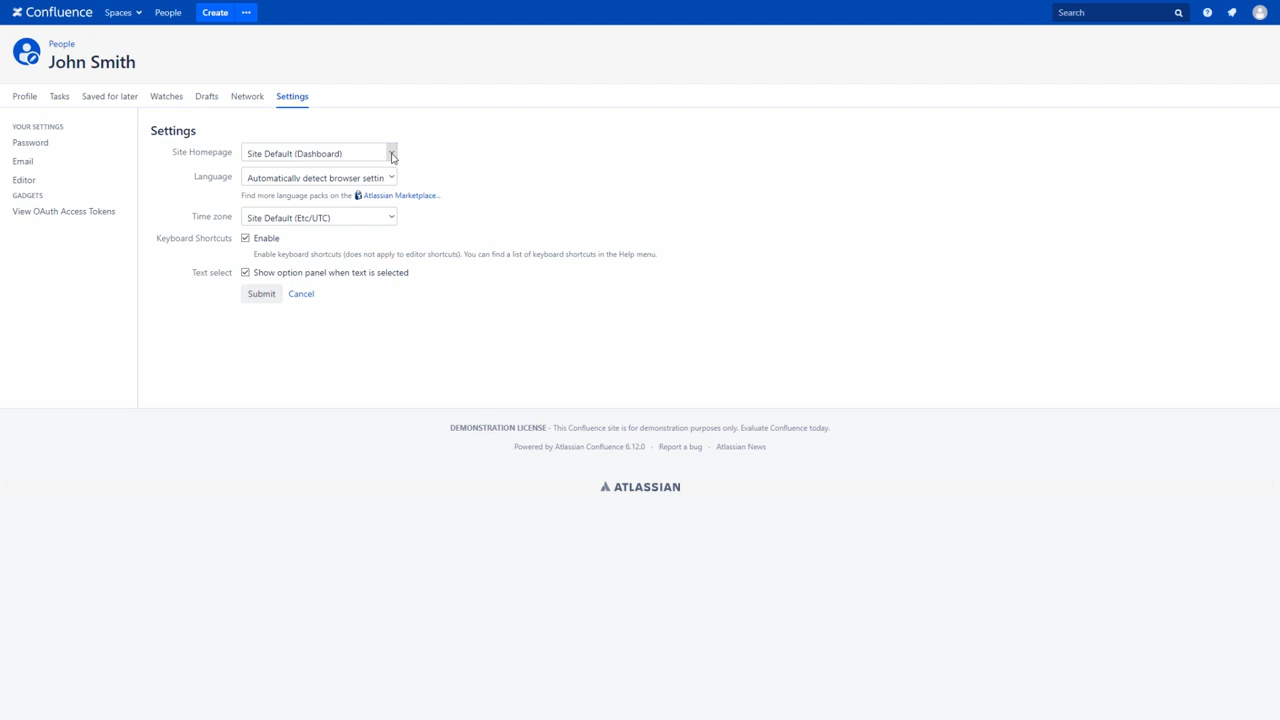 Confluence Spaces People Create ••• Search
People
John Smith
Profile Tasks Saved for later Watches Drafts Network Settings
YOUR SETTINGS
Password
Email
Editor
GADGETS
View OAuth Access Tokens
Settings
Site Homepage Site Default (Dashboard)
Language Automatically detect browser settin
Find more language packs on the Atlassian Marketplace...
Time zone Site Default (Etc/UTC)
Keyboard Shortcuts Enable
Enable keyboard shortcuts (does not apply to editor shortcuts). You can find a list of keyboard shortcuts in the Help menu.
Text select Show option panel when text is selected
Submit Cancel
DEMONSTRATION LICENSE - This Confluence site is for demonstration purposes only. Evaluate Confluence today.
Powered by Atlassian Confluence 6.12.0 · Report a bug · Atlassian News
ATLASSIAN